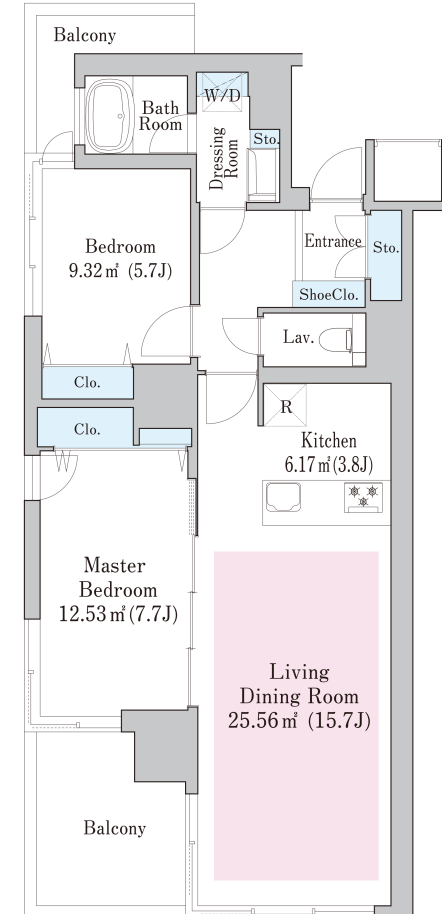 Balcony
W/D
Bath
Room
Dressing
Room
Sto.
Bedroom
9.32㎡ (5.7J)
Entrance
Sto.
ShoeClo.
Lav.
Clo.
Clo.
R
Kitchen
6.17㎡(3.8J)
Master
Bedroom
12.53㎡(7.7J)
Living
Dining Room
25.56㎡ (15.7J)
Balcony